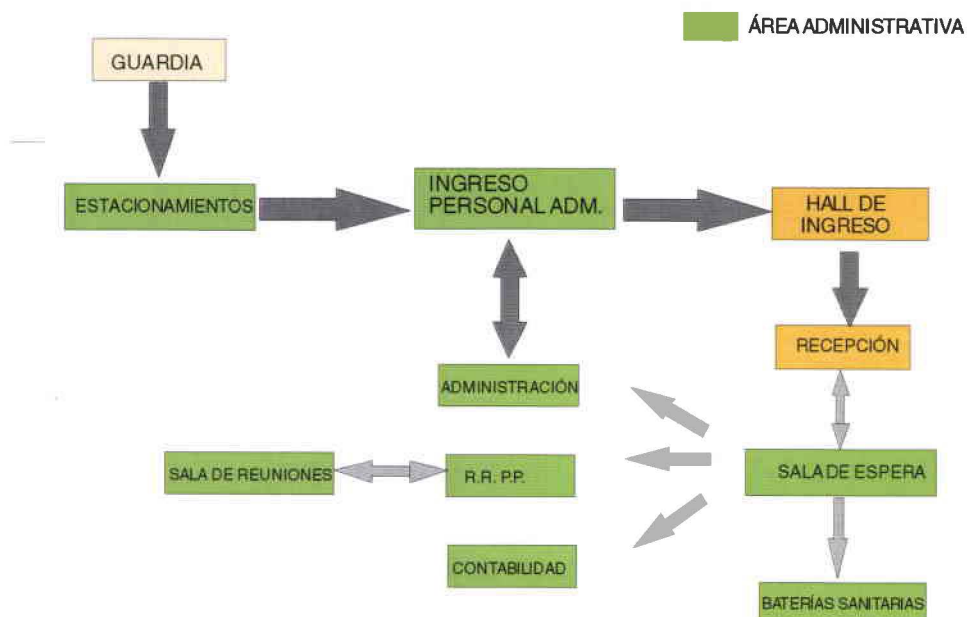 ÁREA ADMINISTRATIVA
GUARDIA
ESTACIONAMIENTOS
INGRESO
PERSONAL ADM.
HALL DE
INGRESO
RECEPCIÓN
ADMINISTRACIÓN
SALA DE REUNIONES
R.R. P.P.
SALA DE ESPERA
CONTABILIDAD
BATERÍAS SANITARIAS